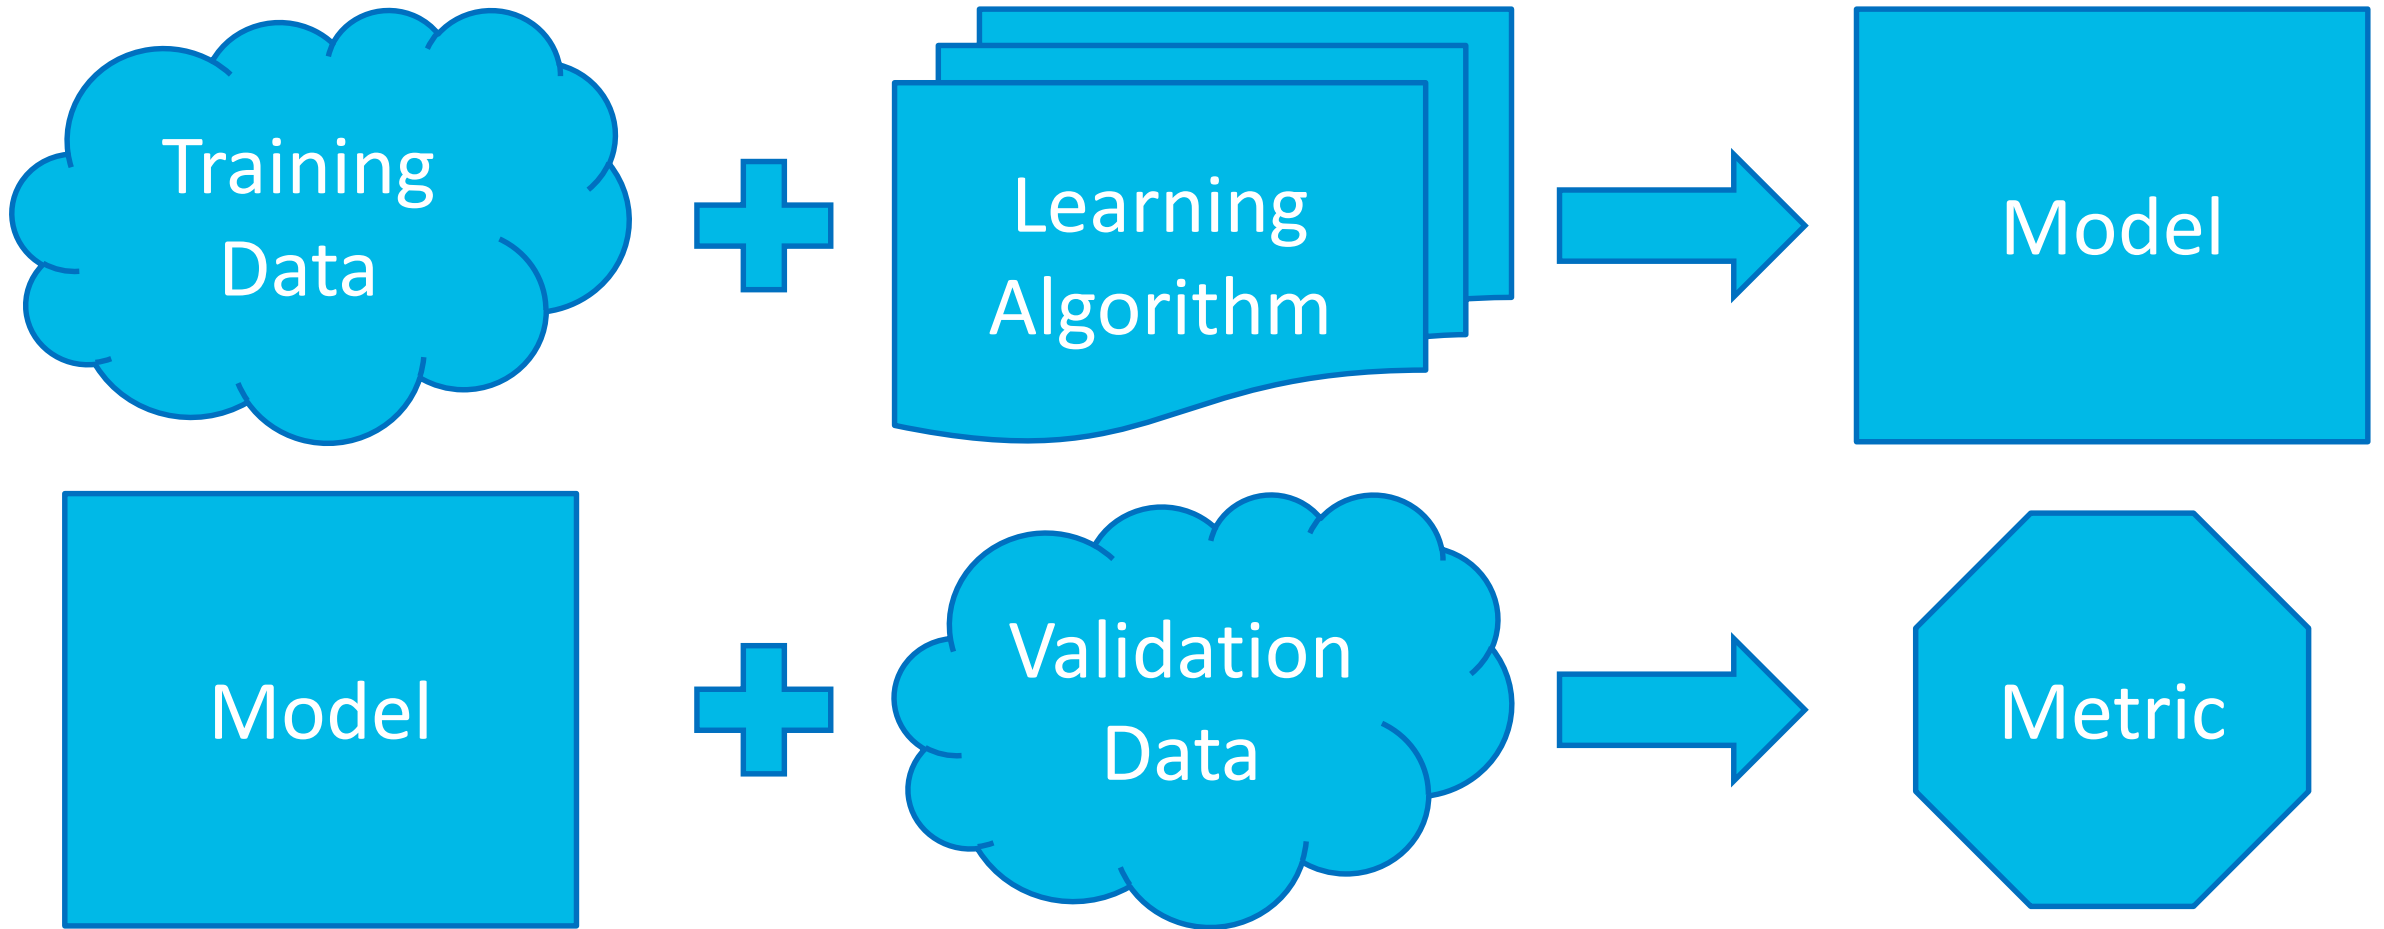 Training
Data
Learning
Algorithm
Model
Model
Validation
Data
Metric